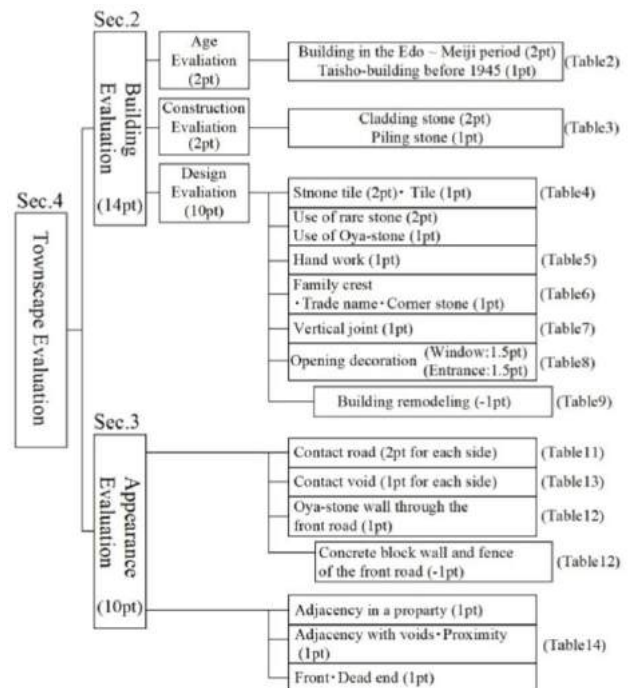 Sec.2
Building Evaluation
(14pt)
Age
Evaluation
(2pt)
Building in the Edo ~ Meiji period (2pt)
Taisho-building before 1945 (1pt)
(Table2)
Construction
Evaluation
(2pt)
Cladding stone (2pt)
Piling stone (1pt)
(Table3)
Design
Evaliation
(10pt)
Stnone tile (2pt)・Tile (1pt)
(Table4)
Use of rare stone (2pt)
Use of Oya-stone (1pt)
Hand work (1pt)
(Table5)
Family crest
・Trade name・Corner stone (1pt)
(Table6)
Vertical joint (1pt)
(Table7)
Opening decoration (Window:1.5pt)
(Entrance:1.5pt)
(Table8)
Building remodeling (-1pt)
(Table9)
Sec.4
Townscape Evaluation
Sec.3
Appearance Evaluation
(10pt)
Contact road (2pt for each side)
(Table11)
Contact void (1pt for each side)
(Table13)
Oya-stone wall through the
front road (1pt)
(Table12)
Concrete block wall and fence
of the front road (-1pt)
(Table12)
Adjacency in a proparty (1pt)
Adjacency with voids・Proximity
(1pt)
(Table14)
Front・Dead end (1pt)